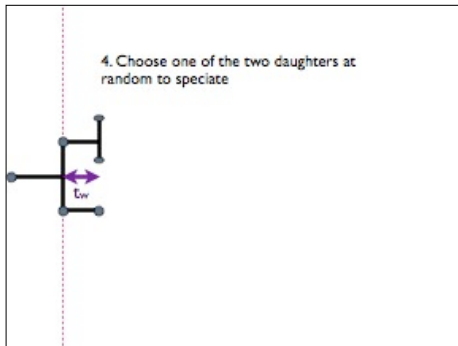 4. Choose one of the two daughters at
random to speciate
tw